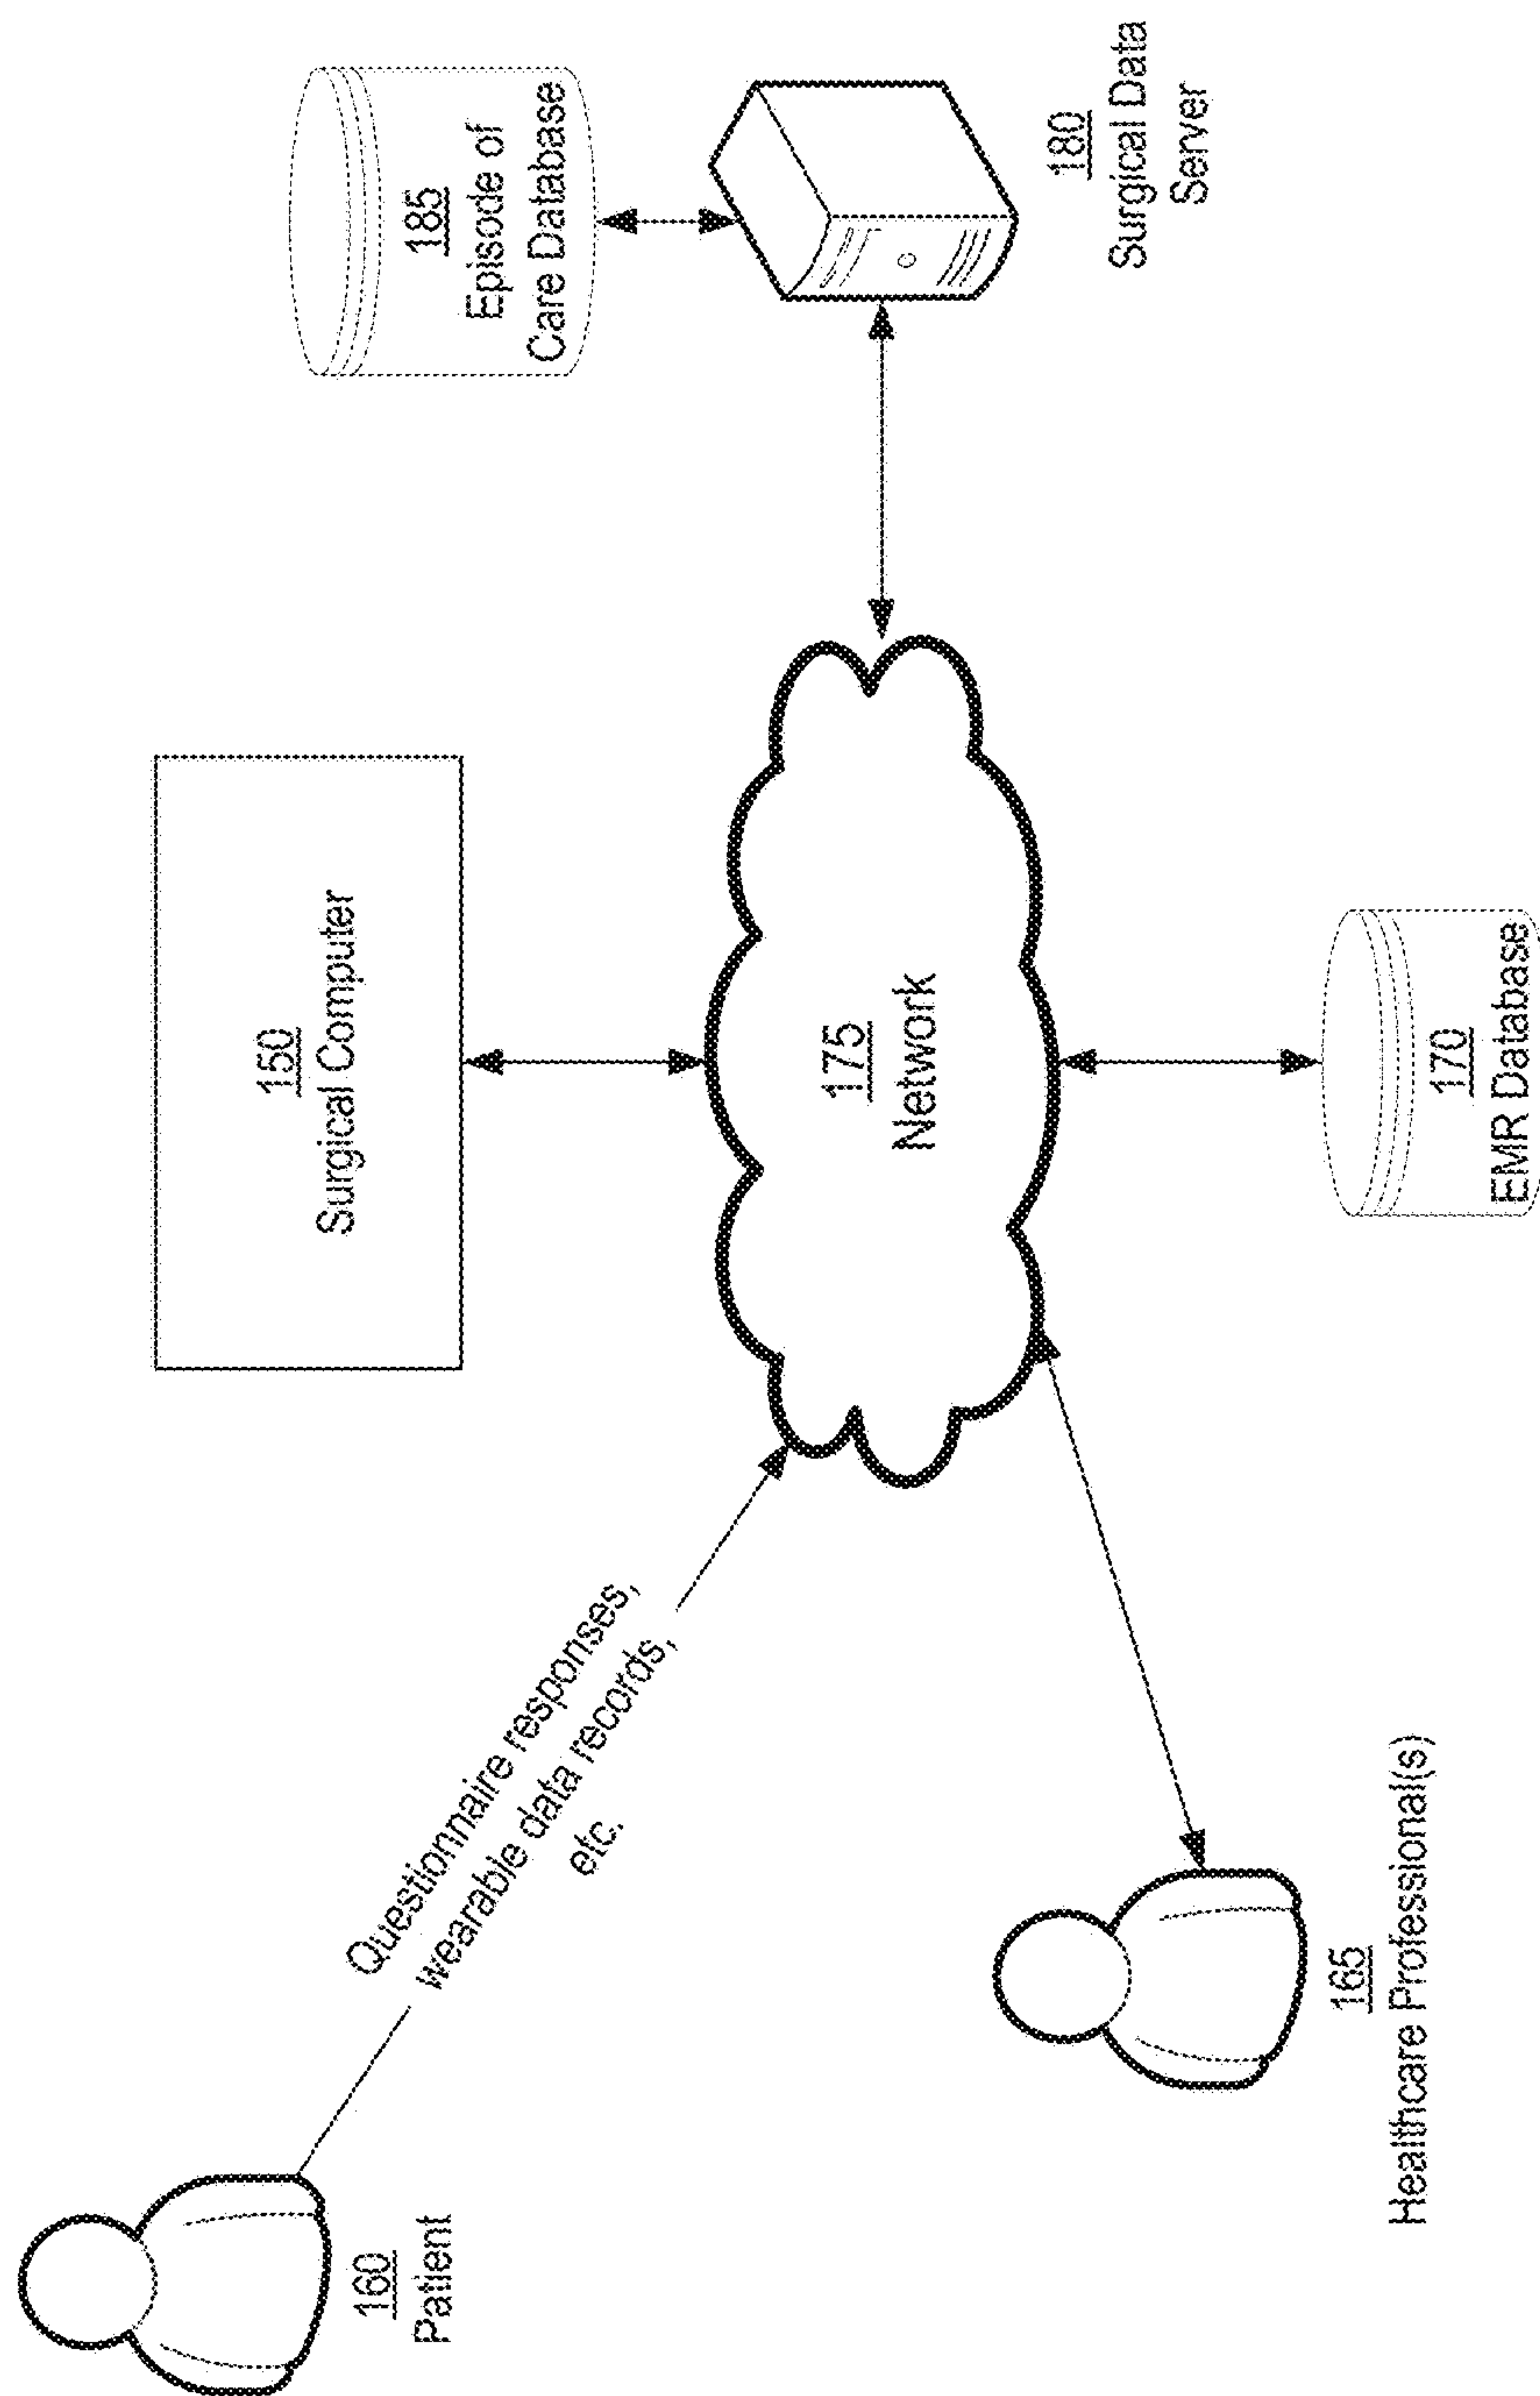 160
Patient
Questionnaire responses,
wearable data records,
etc.
150
Surgical Computer
185
Episode of
Care Database
175
Network
180
Surgical Data
Server
165
Healthcare Professional(s)
170
EMR Database